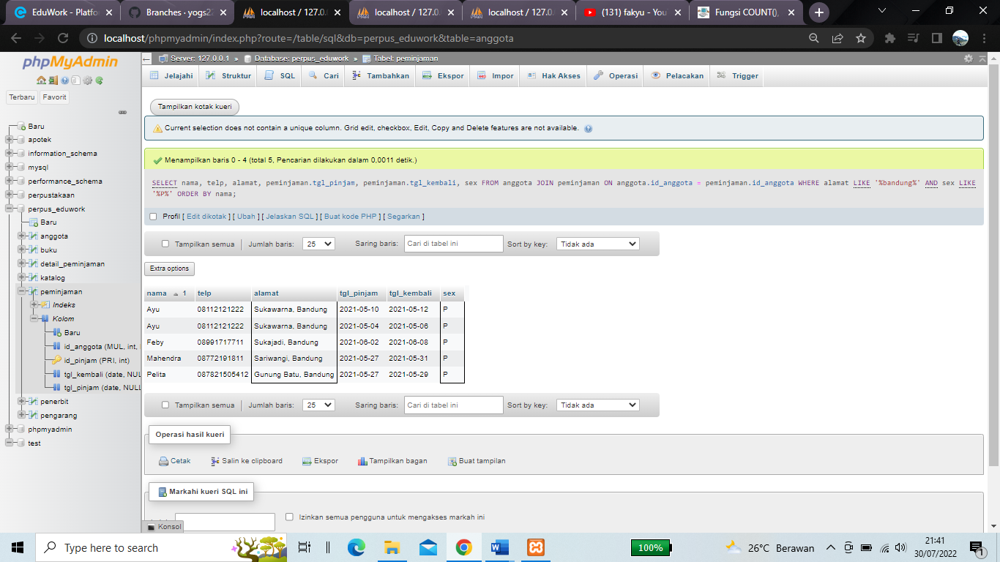 EduWork - Platfo
Branches · yogs2
localhost / 127.0.
localhost / 127.0.
localhost / 127.0.
(131) fakyu - You
Fungsi COUNT(),
localhost/phpmyadmin/index.php?route=/table/sql&db=perpus_eduwork&table=anggota
phpMyAdmin
Terbaru Favorit
Baru
apotek
information_schema
mysql
performance_schema
perpustakaan
perpus_eduwork
Baru
anggota
buku
detail_peminjaman
katalog
peminjaman
Indeks
Kolom
Baru
id_anggota (MUL, int,
id_pinjam (PRI, int)
tgl_kembali (date, NUL
tgl_pinjam (date, NULL
penerbit
pengarang
phpmyadmin
test
Server: 127.0.0.1 » Database: perpus_eduwork » Tabel: peminjaman
Jelajahi Struktur SQL Cari Tambahkan Ekspor Impor Hak Akses Operasi Pelacakan Trigger
Tampilkan kotak kueri
Current selection does not contain a unique column. Grid edit, checkbox, Edit, Copy and Delete features are not available.
Menampilkan baris 0 - 4 (total 5, Pencarian dilakukan dalam 0,0011 detik.)
SELECT nama, telp, alamat, peminjaman.tgl_pinjam, peminjaman.tgl_kembali, sex FROM anggota JOIN peminjaman ON anggota.id_anggota = peminjaman.id_anggota WHERE alamat LIKE '%bandung%' AND sex LIKE
'%P%' ORDER BY nama;
Profil [ Edit dikotak ] [ Ubah ] [ Jelaskan SQL ] [ Buat kode PHP ] [ Segarkan ]
Tampilkan semua | Jumlah baris: 25 Saring baris: Cari di tabel ini Sort by key: Tidak ada
Extra options
nama 1 telp alamat tgl_pinjam tgl_kembali sex
Ayu 08112121222 Sukawarna, Bandung 2021-05-10 2021-05-12 P
Ayu 08112121222 Sukawarna, Bandung 2021-05-04 2021-05-06 P
Feby 08991717711 Sukajadi, Bandung 2021-06-02 2021-06-08 P
Mahendra 08772191811 Sariwangi, Bandung 2021-05-27 2021-05-31 P
Pelita 087821505412 Gunung Batu, Bandung 2021-05-27 2021-05-29 P
Tampilkan semua | Jumlah baris: 25 Saring baris: Cari di tabel ini Sort by key: Tidak ada
Operasi hasil kueri
Cetak Salin ke clipboard Ekspor Tampilkan bagan Buat tampilan
Markahi kueri SQL ini
Izinkan semua pengguna untuk mengakses markah ini
Konsol
Type here to search
100%
26°C Berawan
21:41
30/07/2022
1